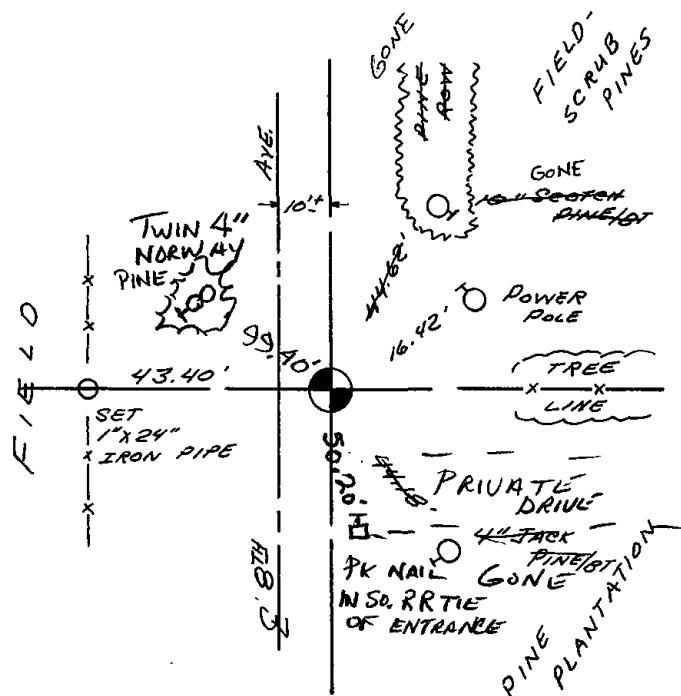 GONE
PINE
ROW
FIELD-
SCRUB
PINES
AVE.
10'±
GONE
10" SCOTCH
PINE/BT
TWIN 4"
NORWAY
PINE
44.62'
16.42'
POWER
POLE
99.40'
FIELD
43.40'
TREE
LINE
SET
1"X24"
IRON PIPE
50.20'
PRIVATE
DRIVE
4" JACK
PINE/BT
GONE
8TH
PK NAIL
IN SO. RR TIE
OF ENTRANCE
PINE
PLANTATION